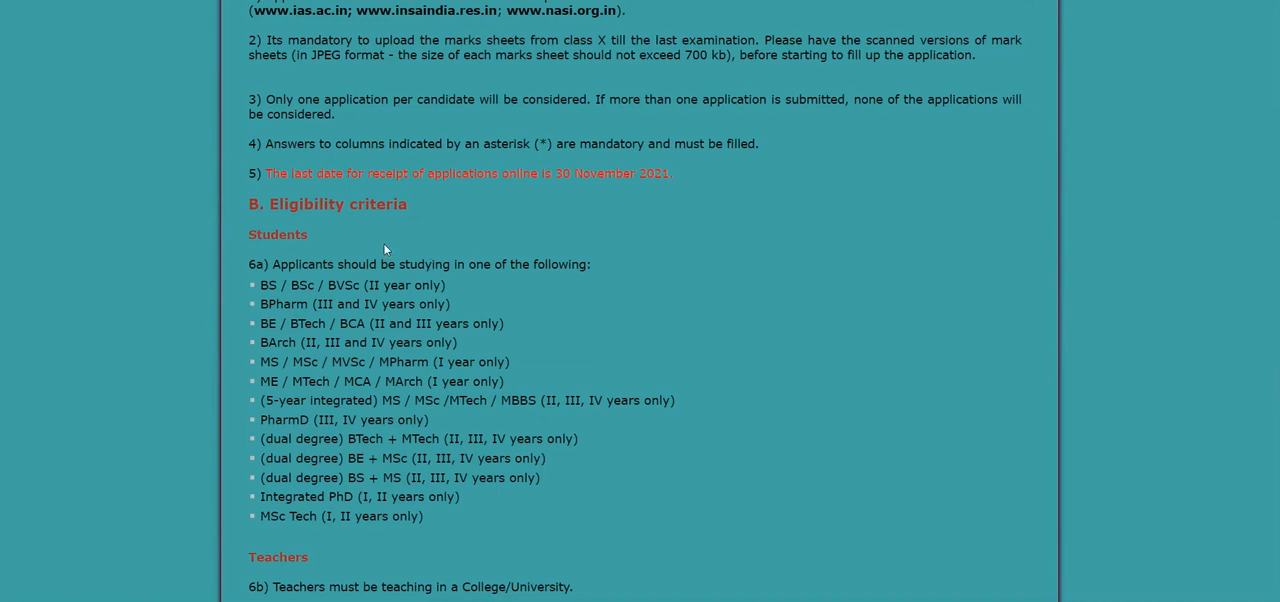 (www.ias.ac.in; www.insaindia.res.in; www.nasi.org.in).
2) Its mandatory to upload the marks sheets from class X till the last examination. Please have the scanned versions of mark
sheets (in JPEG format - the size of each marks sheet should not exceed 700 kb), before starting to fill up the application.
3) Only one application per candidate will be considered. If more than one application is submitted, none of the applications will
be considered.
4) Answers to columns indicated by an asterisk (*) are mandatory and must be filled.
5) The last date for receipt of applications online is 30 November 2021.
B. Eligibility criteria
Students
6a) Applicants should be studying in one of the following:
▪ BS / BSc / BVSc (II year only)
▪ BPharm (III and IV years only)
▪ BE / BTech / BCA (II and III years only)
▪ BArch (II, III and IV years only)
▪ MS / MSc / MVSc / MPharm (I year only)
▪ ME / MTech / MCA / MArch (I year only)
▪ (5-year integrated) MS / MSc /MTech / MBBS (II, III, IV years only)
▪ PharmD (III, IV years only)
▪ (dual degree) BTech + MTech (II, III, IV years only)
▪ (dual degree) BE + MSc (II, III, IV years only)
▪ (dual degree) BS + MS (II, III, IV years only)
▪ Integrated PhD (I, II years only)
▪ MSc Tech (I, II years only)
Teachers
6b) Teachers must be teaching in a College/University.